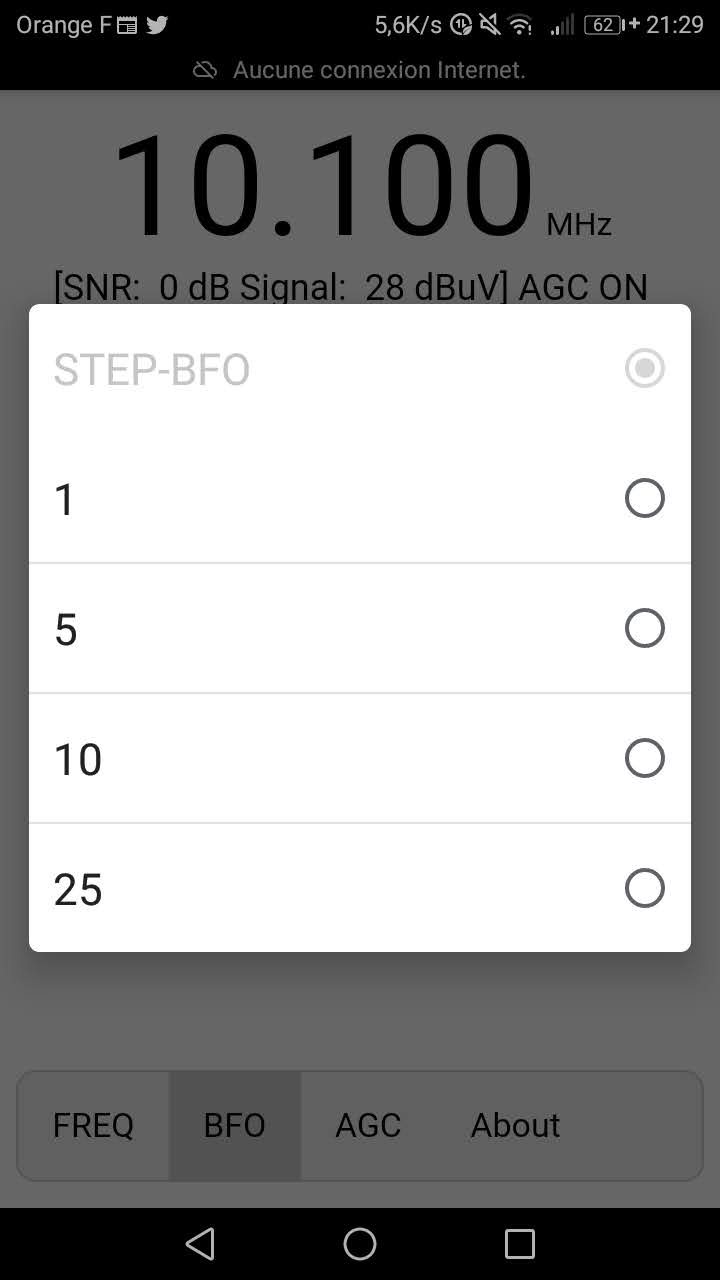 Orange F 5,6K/s 62 21:29
Aucune connexion Internet.
10.100 MHz
[SNR: 0 dB Signal: 28 dBuV] AGC ON
STEP-BFO
1
5
10
25
FREQ BFO AGC About